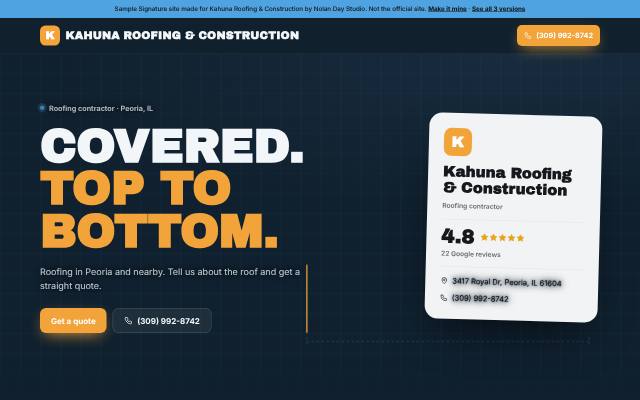 Sample Signature site made for Kahuna Roofing & Construction by Nolan Day Studio. Not the official site. Make it mine · See all 3 versions
K KAHUNA ROOFING & CONSTRUCTION
(309) 992-8742
Roofing contractor · Peoria, IL
COVERED.
TOP TO
BOTTOM.
Roofing in Peoria and nearby. Tell us about the roof and get a
straight quote.
Get a quote
(309) 992-8742
K
Kahuna Roofing
& Construction
Roofing contractor
4.8
22 Google reviews
3417 Royal Dr, Peoria, IL 61604
(309) 992-8742